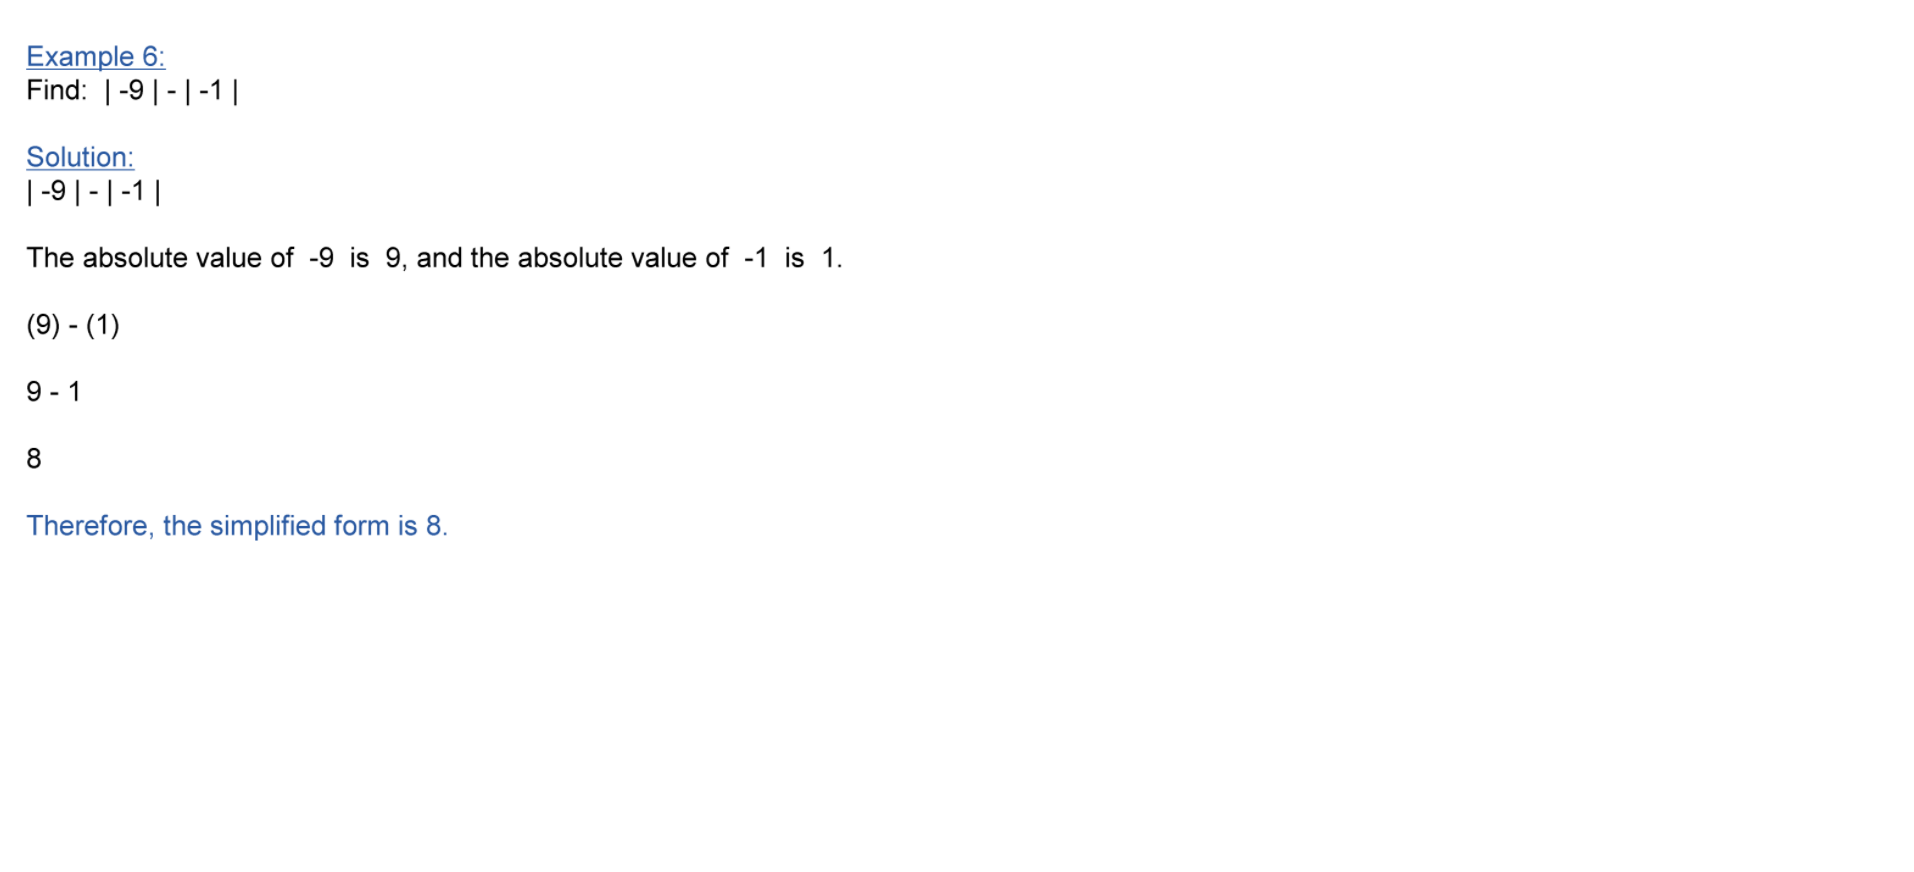 Example 6:
Find:  | -9 | - | -1 |
Solution:
| -9 | - | -1 |
The absolute value of  -9  is  9, and the absolute value of  -1  is  1.
(9) - (1)
9 - 1
8
Therefore, the simplified form is 8.